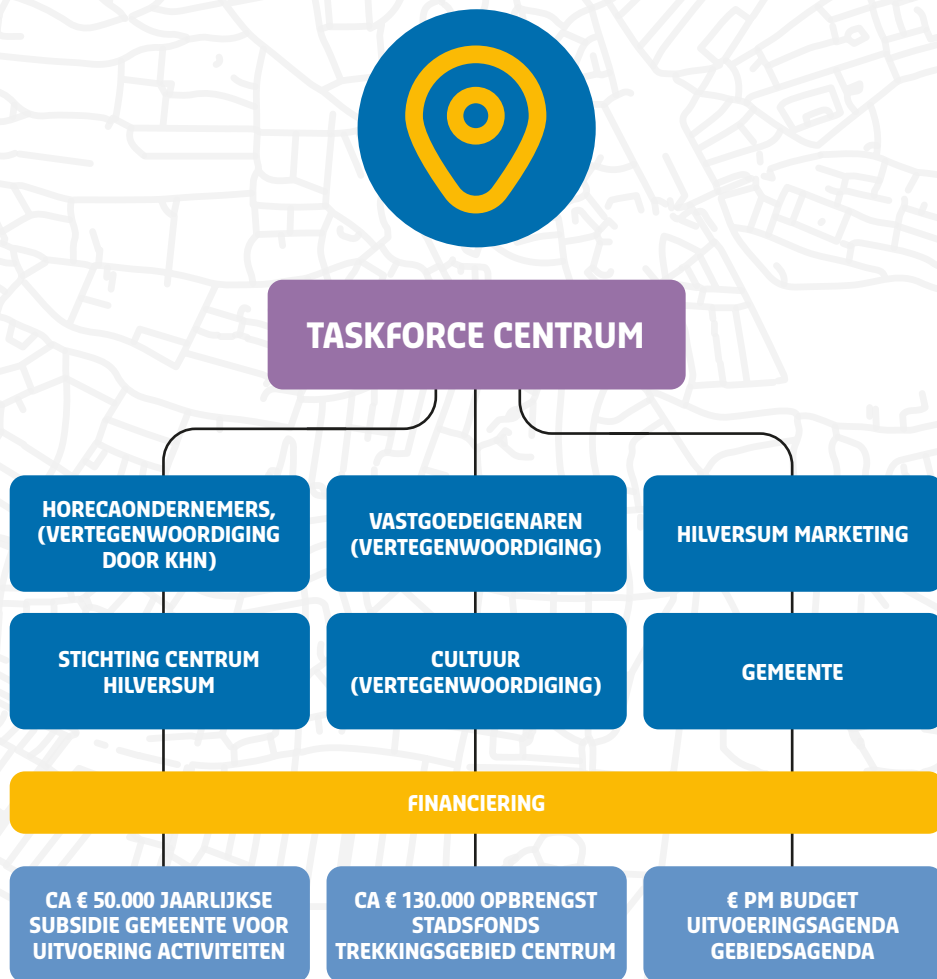 TASKFORCE CENTRUM
HORECAONDERNEMERS,
(VERTEGENWOORDIGING
DOOR KHN)
VASTGOEDEIGENAREN
(VERTEGENWOORDIGING)
HILVERSUM MARKETING
STICHTING CENTRUM
HILVERSUM
CULTUUR
(VERTEGENWOORDIGING)
GEMEENTE
FINANCIERING
CA € 50.000 JAARLIJKSE
SUBSIDIE GEMEENTE VOOR
UITVOERING ACTIVITEITEN
CA € 130.000 OPBRENGST
STADSFONDS
TREKKINGSGEBIED CENTRUM
€ PM BUDGET
UITVOERINGSAGENDA
GEBIEDSAGENDA